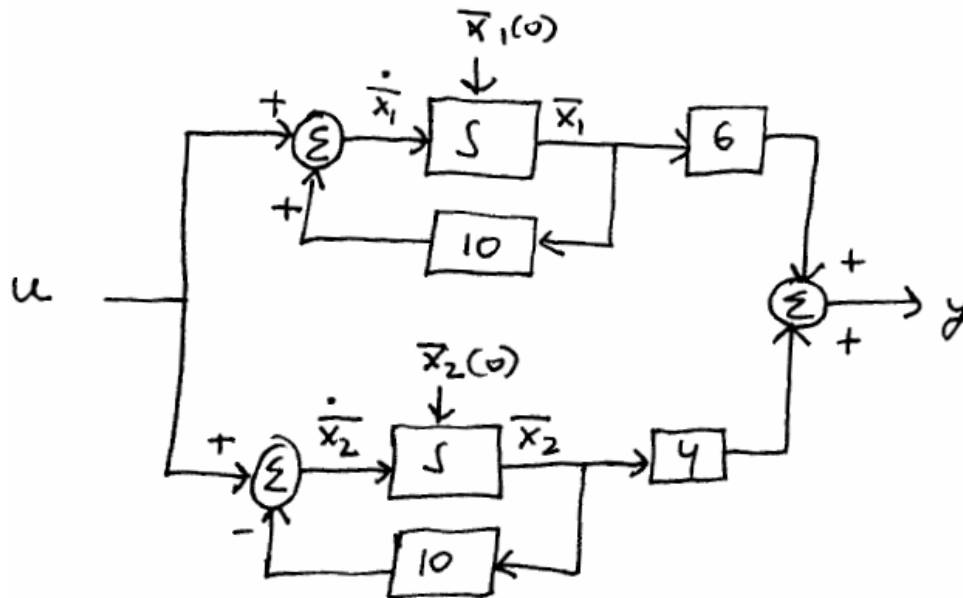 x̄₁(0)
+ Σ ẋ̄₁ ∫ x̄₁ 6
+ 10
u
+
Σ y
+
x̄₂(0)
+ Σ ẋ̄₂ ∫ x̄₂ 4
- 10